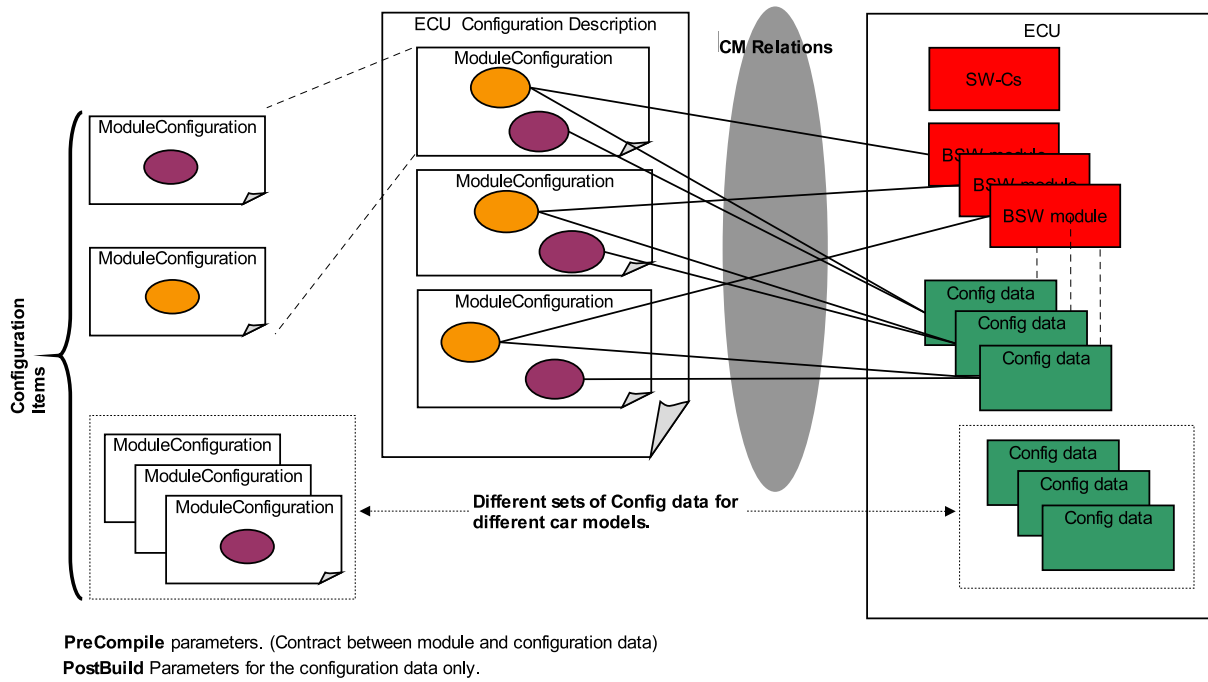 ECU Configuration Description
ModuleConfiguration
ModuleConfiguration
ModuleConfiguration
CM Relations
ECU
SW-Cs
BSW module
BSW module
BSW module
Config data
Config data
Config data
Config data
Config data
Config data
Configuration
Items
ModuleConfiguration
ModuleConfiguration
ModuleConfiguration
ModuleConfiguration
ModuleConfiguration
Different sets of Config data for
different car models.
PreCompile parameters. (Contract between module and configuration data)
PostBuild Parameters for the configuration data only.